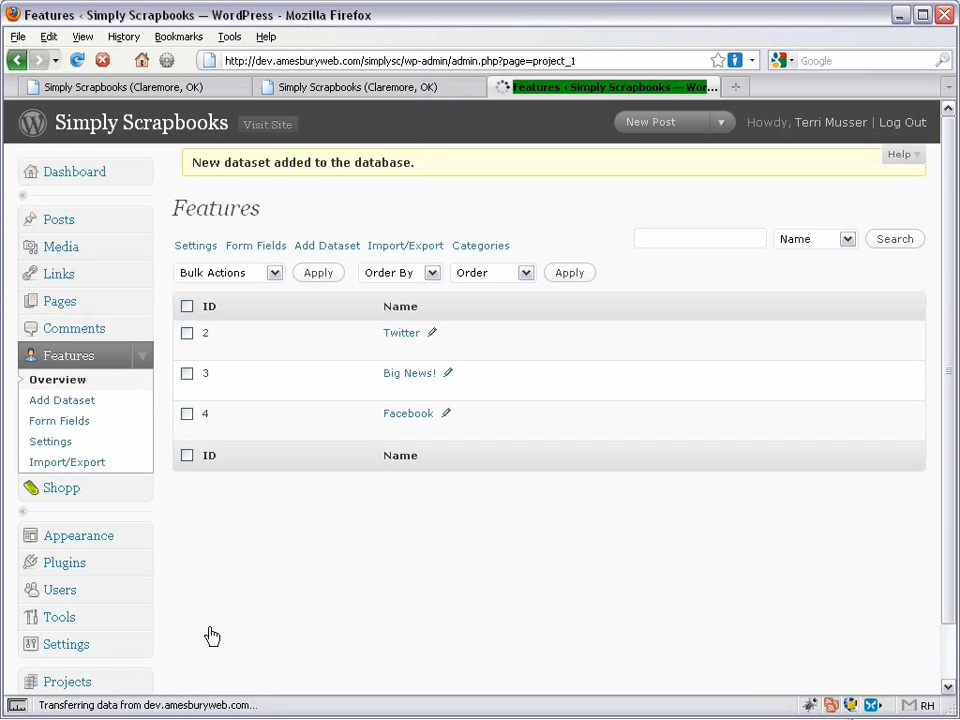 Features ‹ Simply Scrapbooks — WordPress - Mozilla Firefox
File Edit View History Bookmarks Tools Help
http://dev.amesburyweb.com/simplysc/wp-admin/admin.php?page=project_1 Google
Simply Scrapbooks (Claremore, OK) Simply Scrapbooks (Claremore, OK) Features ‹ Simply Scrapbooks — Wor...
Simply Scrapbooks Visit Site New Post Howdy, Terri Musser | Log Out
Help
New dataset added to the database.
Dashboard
Posts
Media
Links
Pages
Comments
Features
Overview
Add Dataset
Form Fields
Settings
Import/Export
Shopp
Appearance
Plugins
Users
Tools
Settings
Projects
Features
Settings Form Fields Add Dataset Import/Export Categories Name Search
Bulk Actions Apply Order By Order Apply
ID Name
2 Twitter
3 Big News!
4 Facebook
ID Name
Transferring data from dev.amesburyweb.com... RH